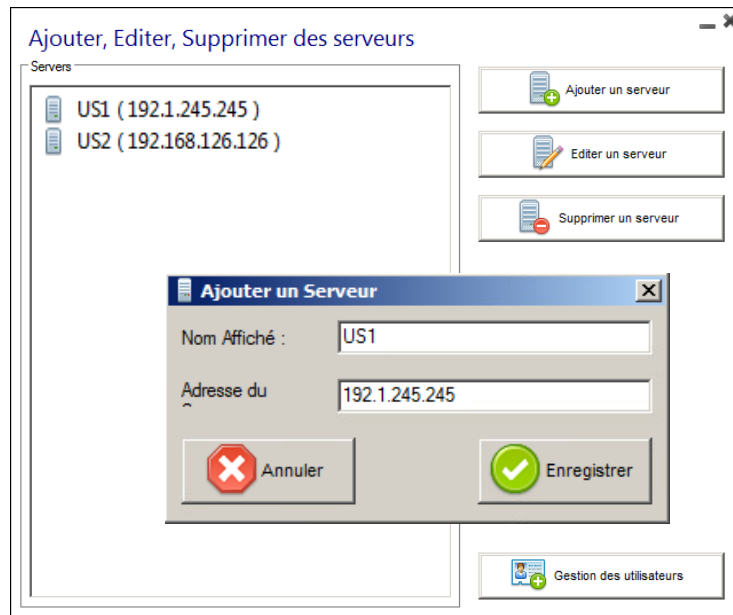 Ajouter, Editer, Supprimer des serveurs
Servers
US1 ( 192.1.245.245 )
US2 ( 192.168.126.126 )
Ajouter un serveur
Editer un serveur
Supprimer un serveur
Ajouter un Serveur
Nom Affiché :
US1
Adresse du
192.1.245.245
Annuler
Enregistrer
Gestion des utilisateurs